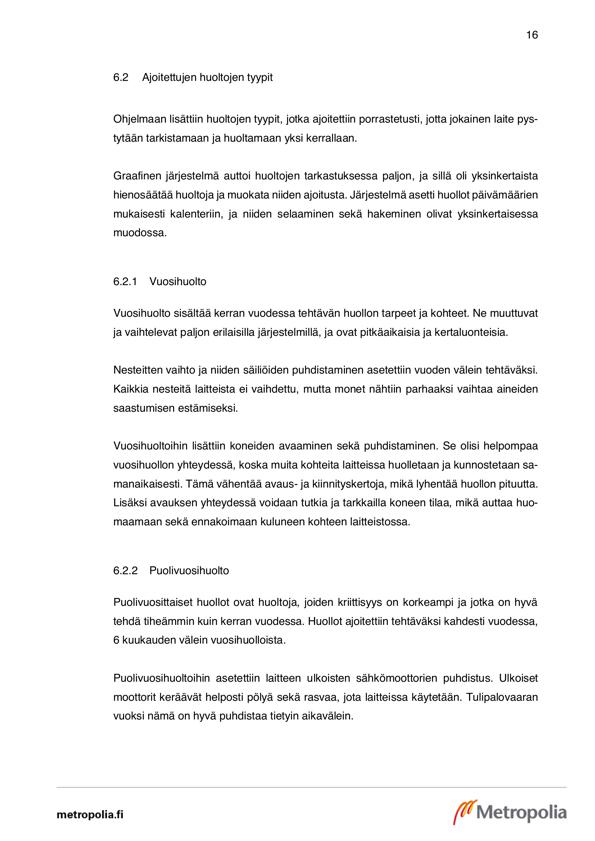 16
6.2 Ajoitettujen huoltojen tyypit
Ohjelmaan lisättiin huoltojen tyypit, jotka ajoitettiin porrastetusti, jotta jokainen laite pys-
tytään tarkistamaan ja huoltamaan yksi kerrallaan.
Graafinen järjestelmä auttoi huoltojen tarkastuksessa paljon, ja sillä oli yksinkertaista
hienosäätää huoltoja ja muokata niiden ajoitusta. Järjestelmä asetti huollot päivämäärien
mukaisesti kalenteriin, ja niiden selaaminen sekä hakeminen olivat yksinkertaisessa
muodossa.
6.2.1 Vuosihuolto
Vuosihuolto sisältää kerran vuodessa tehtävän huollon tarpeet ja kohteet. Ne muuttuvat
ja vaihtelevat paljon erilaisilla järjestelmillä, ja ovat pitkäaikaisia ja kertaluonteisia.
Nesteitten vaihto ja niiden säiliöiden puhdistaminen asetettiin vuoden välein tehtäväksi.
Kaikkia nesteitä laitteista ei vaihdettu, mutta monet nähtiin parhaaksi vaihtaa aineiden
saastumisen estämiseksi.
Vuosihuoltoihin lisättiin koneiden avaaminen sekä puhdistaminen. Se olisi helpompaa
vuosihuollon yhteydessä, koska muita kohteita laitteissa huolletaan ja kunnostetaan sa-
manaikaisesti. Tämä vähentää avaus- ja kiinnityskertoja, mikä lyhentää huollon pituutta.
Lisäksi avauksen yhteydessä voidaan tutkia ja tarkkailla koneen tilaa, mikä auttaa huo-
maamaan sekä ennakoimaan kuluneen kohteen laitteistossa.
6.2.2 Puolivuosihuolto
Puolivuosittaiset huollot ovat huoltoja, joiden kriittisyys on korkeampi ja jotka on hyvä
tehdä tiheämmin kuin kerran vuodessa. Huollot ajoitettiin tehtäväksi kahdesti vuodessa,
6 kuukauden välein vuosihuolloista.
Puolivuosihuoltoihin asetettiin laitteen ulkoisten sähkömoottorien puhdistus. Ulkoiset
moottorit keräävät helposti pölyä sekä rasvaa, jota laitteissa käytetään. Tulipalovaaran
vuoksi nämä on hyvä puhdistaa tietyin aikavälein.
metropolia.fi
Metropolia